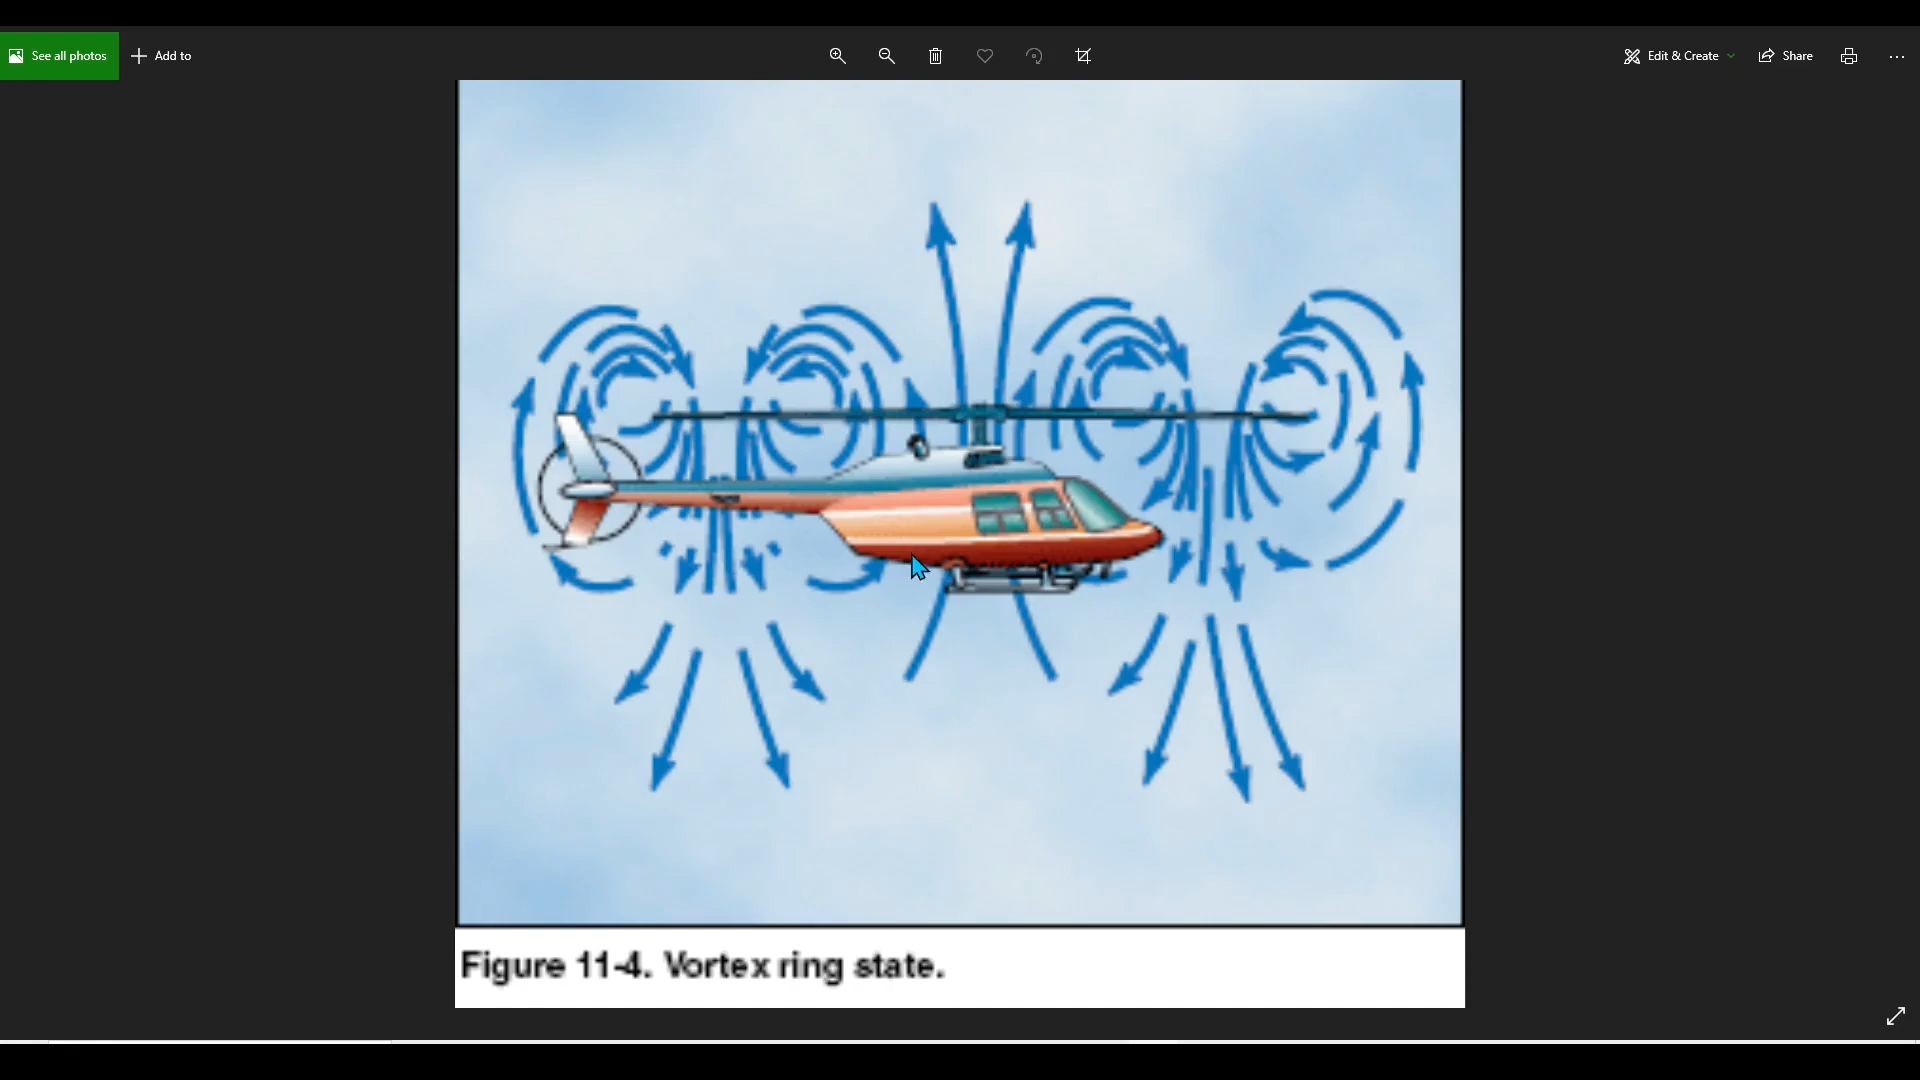 See all photos
Add to
Edit & Create
Share
Figure 11-4. Vortex ring state.